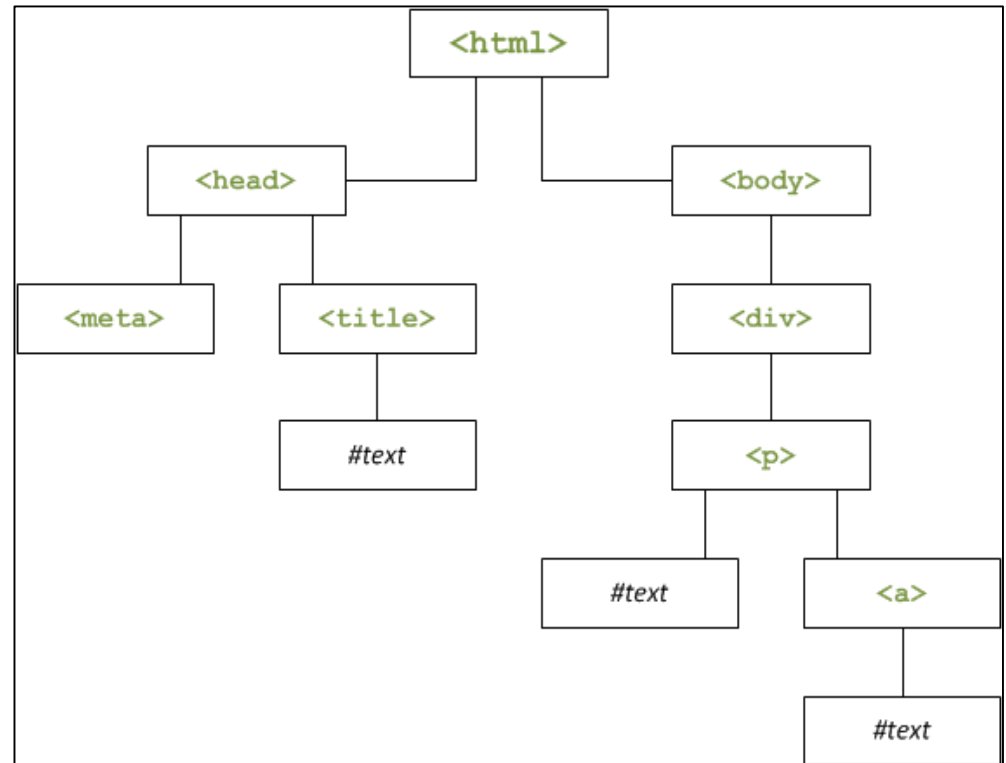 <html>
<head>
<body>
<meta>
<title>
<div>
#text
<p>
#text
<a>
#text